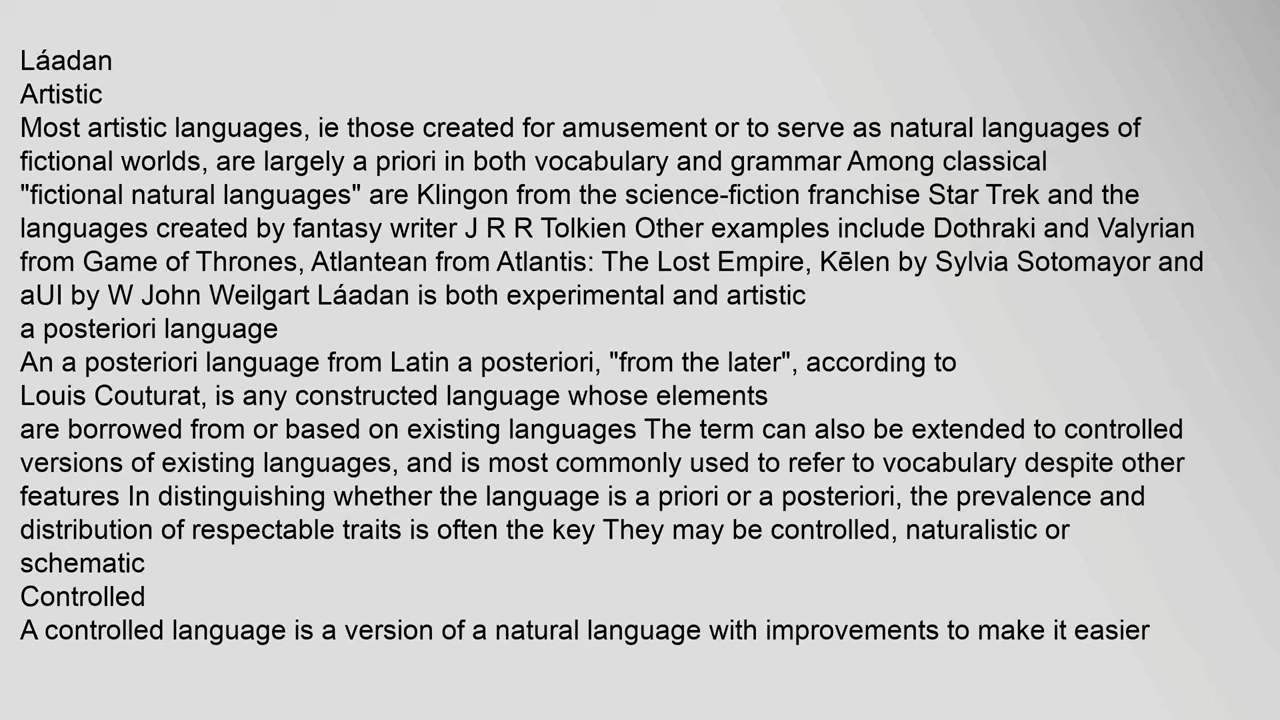 Láadan
Artistic
Most artistic languages, ie those created for amusement or to serve as natural languages of
fictional worlds, are largely a priori in both vocabulary and grammar Among classical
"fictional natural languages" are Klingon from the science-fiction franchise Star Trek and the
languages created by fantasy writer J R R Tolkien Other examples include Dothraki and Valyrian
from Game of Thrones, Atlantean from Atlantis: The Lost Empire, Kēlen by Sylvia Sotomayor and
aUI by W John Weilgart Láadan is both experimental and artistic
a posteriori language
An a posteriori language from Latin a posteriori, "from the later", according to
Louis Couturat, is any constructed language whose elements
are borrowed from or based on existing languages The term can also be extended to controlled
versions of existing languages, and is most commonly used to refer to vocabulary despite other
features In distinguishing whether the language is a priori or a posteriori, the prevalence and
distribution of respectable traits is often the key They may be controlled, naturalistic or
schematic
Controlled
A controlled language is a version of a natural language with improvements to make it easier